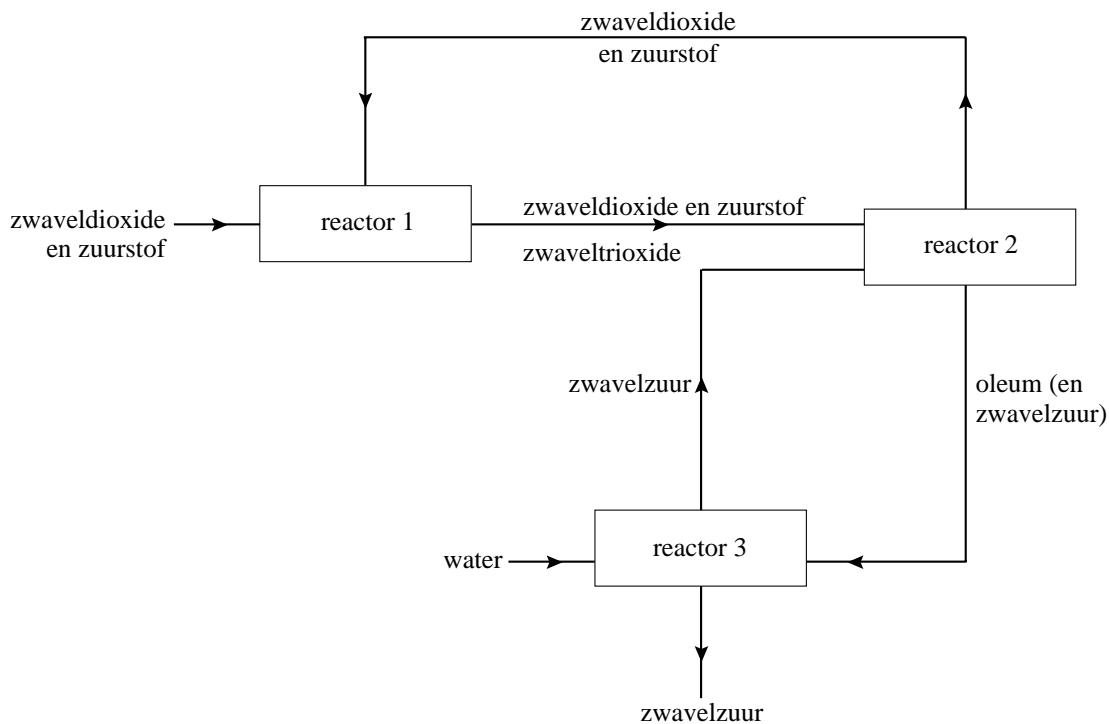 zwaveldioxide
en zuurstof
zwaveldioxide
en zuurstof
reactor 1
zwaveldioxide en zuurstof
zwaveltrioxide
reactor 2
zwavelzuur
oleum (en
zwavelzuur)
water
reactor 3
zwavelzuur